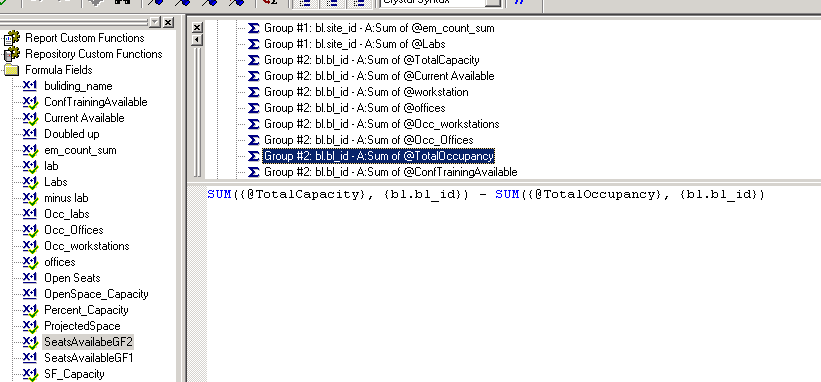 Crystal Syntax
Report Custom Functions
Repository Custom Functions
Formula Fields
buliding_name
ConfTrainingAvailable
Current Available
Doubled up
em_count_sum
lab
Labs
minus lab
Occ_labs
Occ_Offices
Occ_workstations
offices
Open Seats
OpenSpace_Capacity
Percent_Capacity
ProjectedSpace
SeatsAvailabeGF2
SeatsAvailableGF1
SF_Capacity
Group #1: bl.site_id - A:Sum of @em_count_sum
Group #1: bl.site_id - A:Sum of @Labs
Group #2: bl.bl_id - A:Sum of @TotalCapacity
Group #2: bl.bl_id - A:Sum of @Current Available
Group #2: bl.bl_id - A:Sum of @workstation
Group #2: bl.bl_id - A:Sum of @offices
Group #2: bl.bl_id - A:Sum of @Occ_workstations
Group #2: bl.bl_id - A:Sum of @Occ_Offices
Group #2: bl.bl_id - A:Sum of @TotalOccupancy
Group #2: bl.bl_id - A:Sum of @ConfTrainingAvailable
SUM({@TotalCapacity}, {bl.bl_id}) - SUM({@TotalOccupancy}, {bl.bl_id})